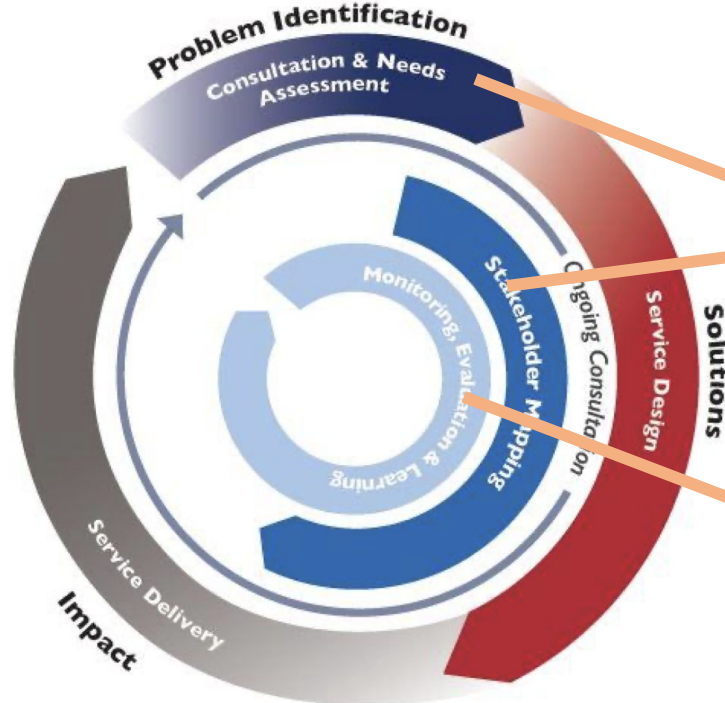 Problem Identification
Consultation & Needs
Assessment
Solutions
Service Design
Ongoing Consultation
Stakeholder Mapping
Monitoring, Evaluation & Learning
Service Delivery
Impact